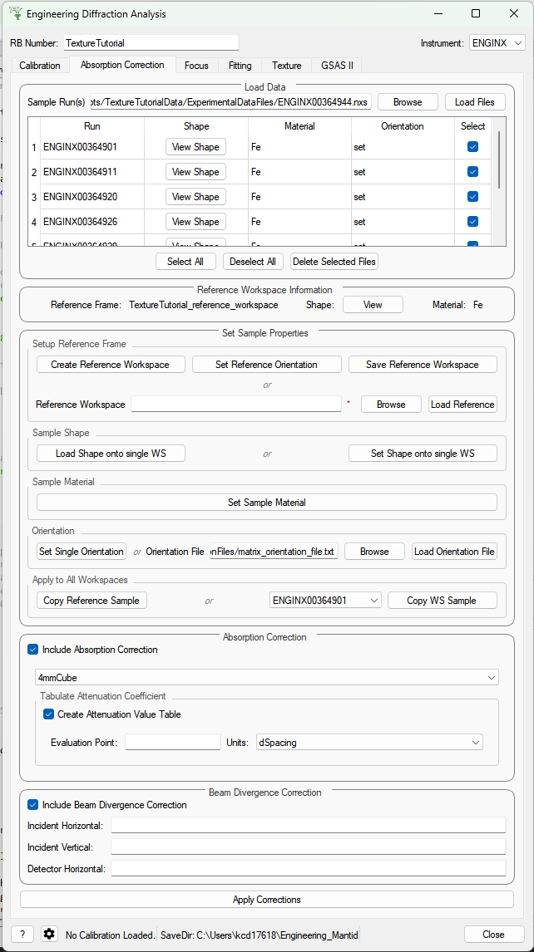 Engineering Diffraction Analysis
RB Number: TextureTutorial Instrument: ENGINX
Calibration Absorption Correction Focus Fitting Texture GSAS II
Load Data
Sample Run(s) ots/TextureTutorialData/ExperimentalDataFiles/ENGINX00364944.nxs Browse Load Files
Run Shape Material Orientation Select
1 ENGINX00364901 View Shape Fe set
2 ENGINX00364911 View Shape Fe set
3 ENGINX00364920 View Shape Fe set
4 ENGINX00364926 View Shape Fe set
Select All Deselect All Delete Selected Files
Reference Workspace Information
Reference Frame: TextureTutorial_reference_workspace Shape: View Material: Fe
Set Sample Properties
Setup Reference Frame
Create Reference Workspace Set Reference Orientation Save Reference Workspace
or
Reference Workspace * Browse Load Reference
Sample Shape
Load Shape onto single WS or Set Shape onto single WS
Sample Material
Set Sample Material
Orientation
Set Single Orientation or Orientation File onFiles/matrix_orientation_file.txt Browse Load Orientation File
Apply to All Workspaces
Copy Reference Sample or ENGINX00364901 Copy WS Sample
Absorption Correction
Include Absorption Correction
4mmCube
Tabulate Attenuation Coefficient
Create Attenuation Value Table
Evaluation Point: Units: dSpacing
Beam Divergence Correction
Include Beam Divergence Correction
Incident Horizontal:
Incident Vertical:
Detector Horizontal:
Apply Corrections
? No Calibration Loaded. SaveDir: C:\Users\kcd17618\Engineering_Mantid Close